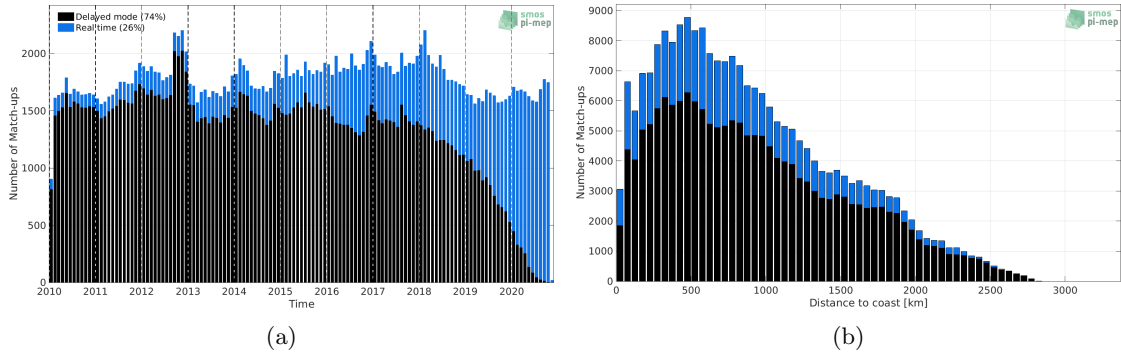 Delayed mode (74%)
Real time (26%)
smos
pi-mep
Number of Match-ups
2000
1500
1000
500
0
2010 2011 2012 2013 2014 2015 2016 2017 2018 2019 2020
Time
(a)
smos
pi-mep
Number of Match-ups
9000
8000
7000
6000
5000
4000
3000
2000
1000
0
0 500 1000 1500 2000 2500 3000
Distance to coast [km]
(b)